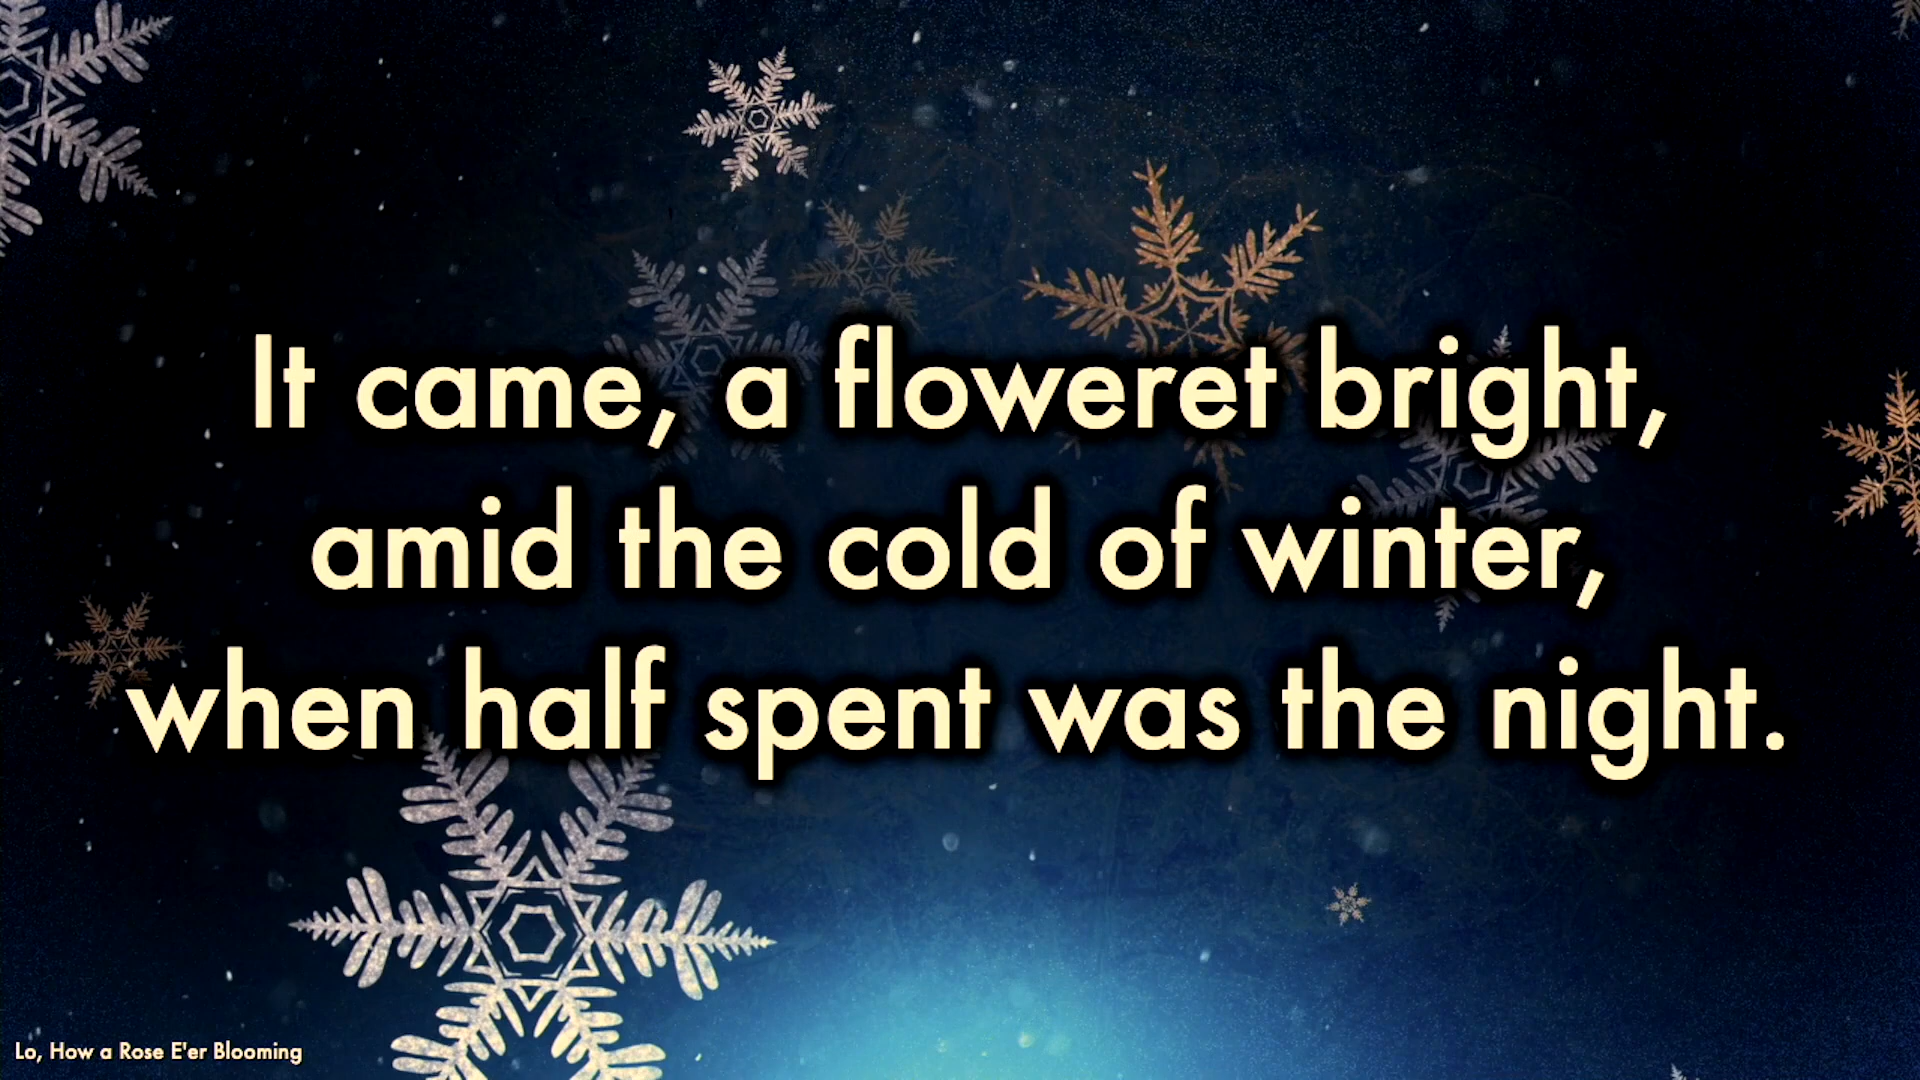 It came, a floweret bright,
amid the cold of winter,
when half spent was the night.
Lo, How a Rose E'er Blooming